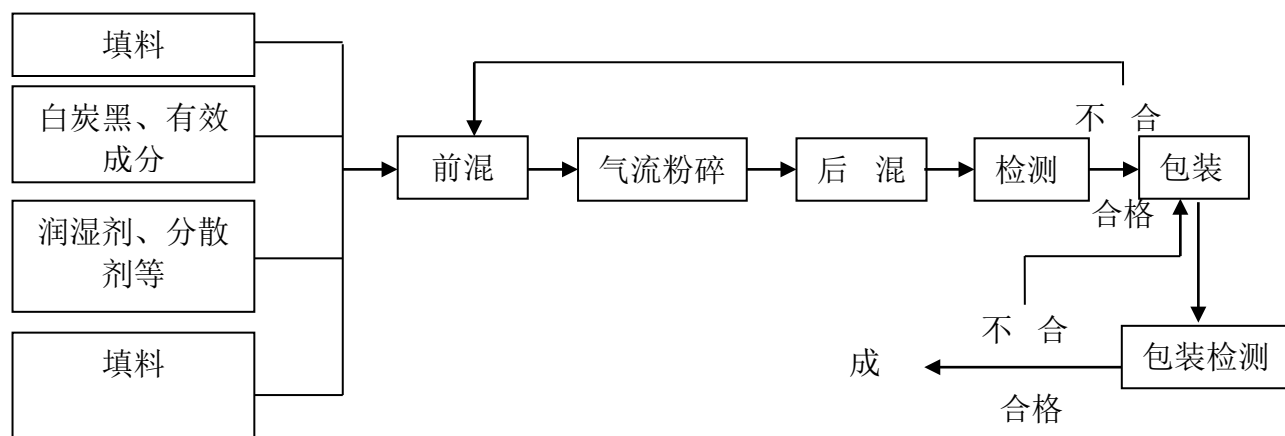 填料
白炭黑、有效
成分
润湿剂、分散
剂等
填料
前混
气流粉碎
后 混
检测
不 合
包装
合格
不 合
包装检测
成
合格